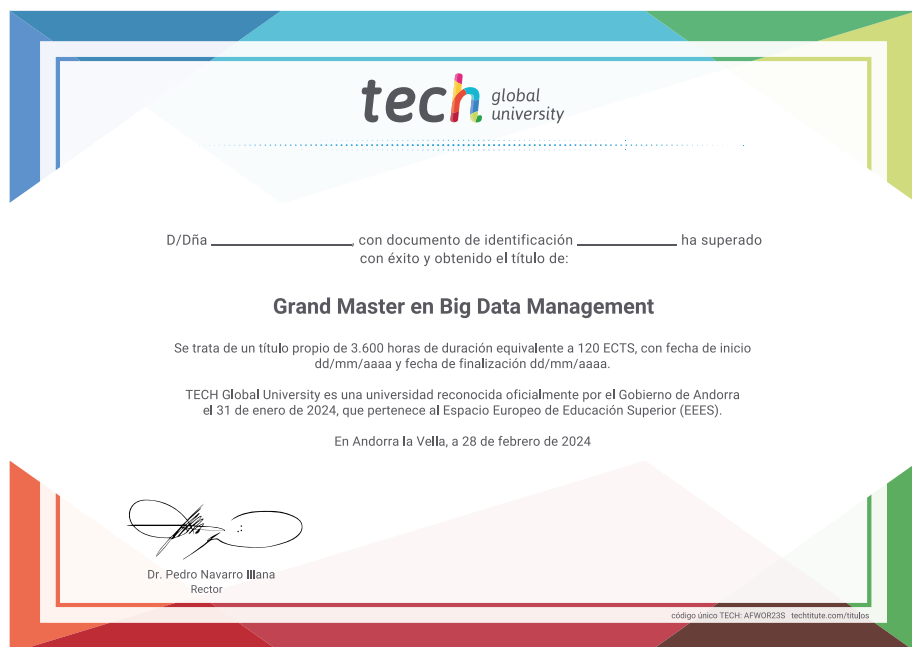 tech global university
D/Dña ________________, con documento de identificación ____________ ha superado
con éxito y obtenido el título de:
Grand Master en Big Data Management
Se trata de un título propio de 3.600 horas de duración equivalente a 120 ECTS, con fecha de inicio
dd/mm/aaaa y fecha de finalización dd/mm/aaaa.
TECH Global University es una universidad reconocida oficialmente por el Gobierno de Andorra
el 31 de enero de 2024, que pertenece al Espacio Europeo de Educación Superior (EEES).
En Andorra la Vella, a 28 de febrero de 2024
Dr. Pedro Navarro Illana
Rector
código único TECH: AFWOR23S techtitute.com/titulos